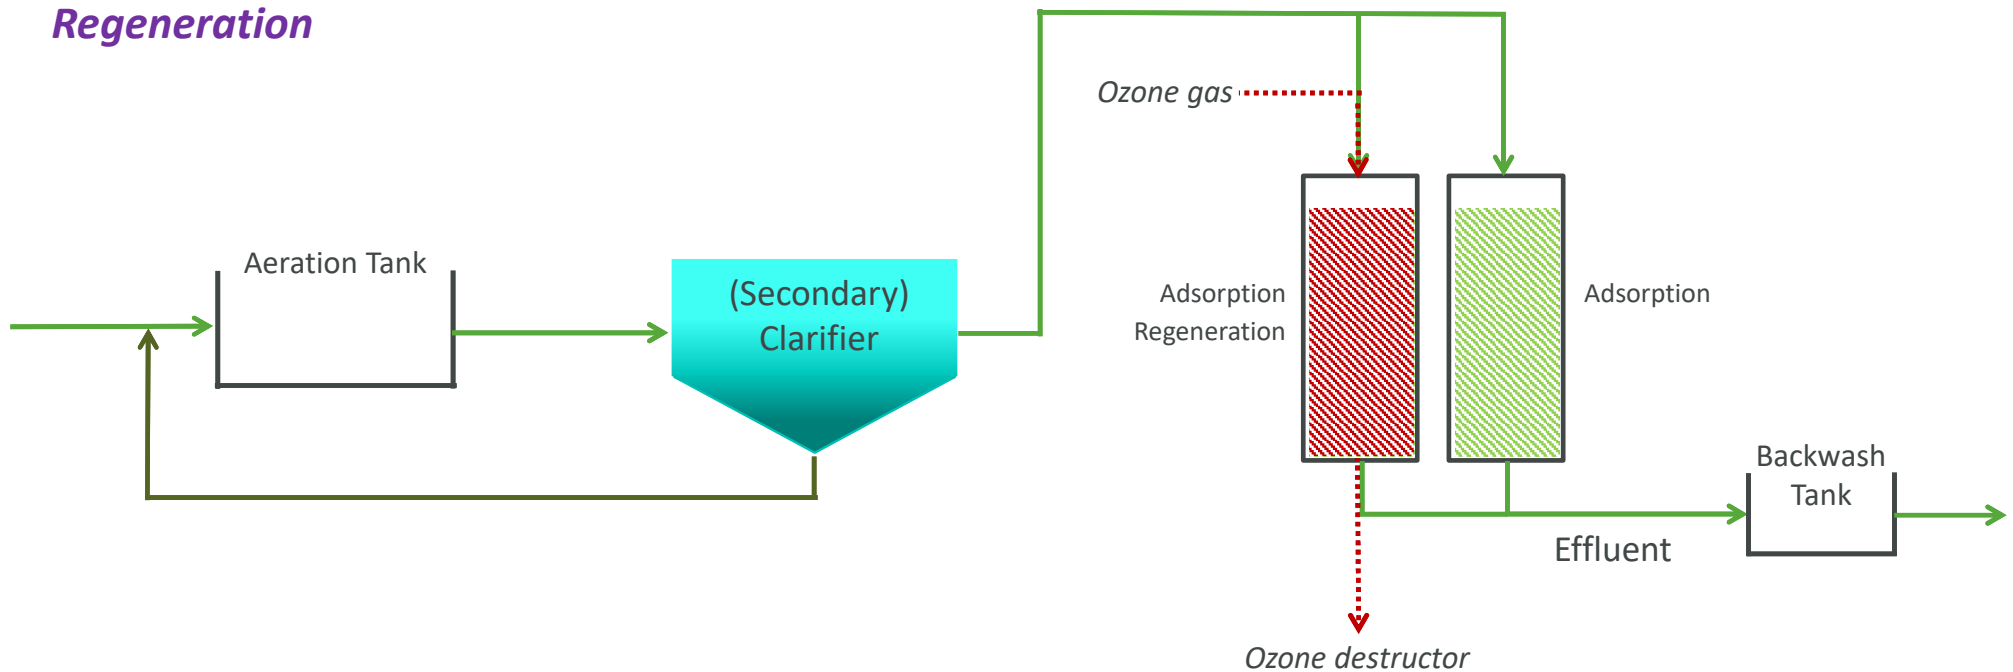 Regeneration
Ozone gas
Aeration Tank
(Secondary)
Clarifier
Adsorption
Regeneration
Adsorption
Backwash
Tank
Effluent
Ozone destructor